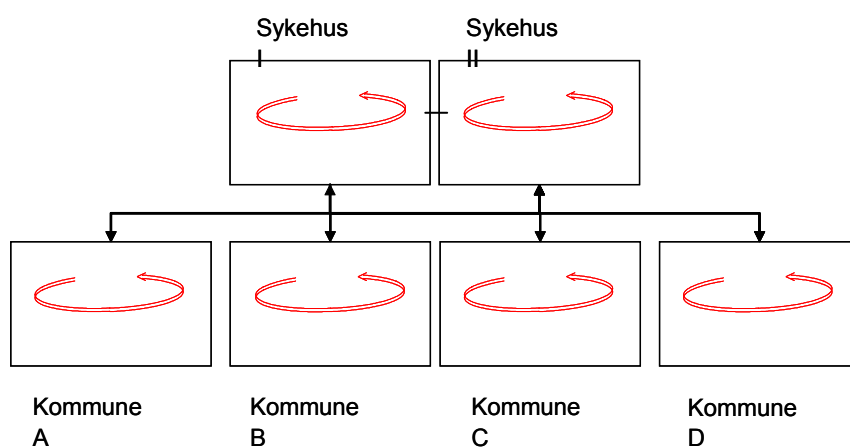 Sykehus
I
Sykehus
II
Kommune
A
Kommune
B
Kommune
C
Kommune
D